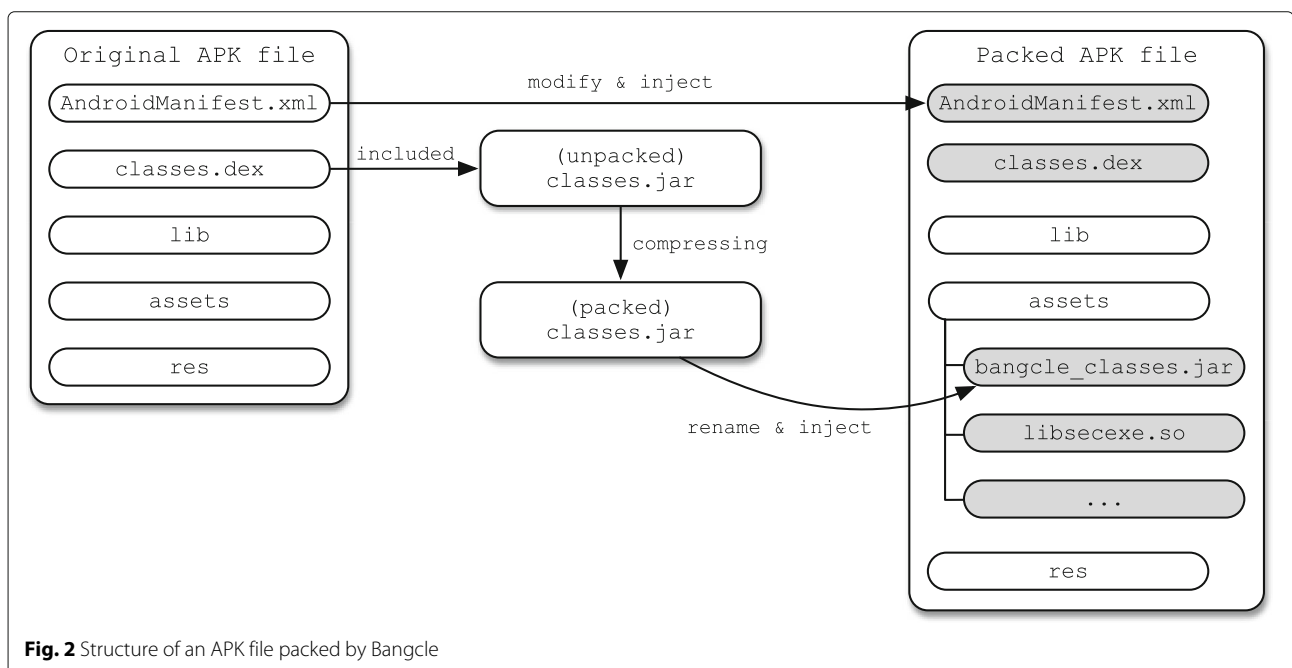 Original APK file
AndroidManifest.xml
classes.dex
lib
assets
res
modify & inject
included
(unpacked)
classes.jar
compressing
(packed)
classes.jar
rename & inject
Packed APK file
AndroidManifest.xml
classes.dex
lib
assets
bangcle_classes.jar
libsecexe.so
...
res
Fig. 2 Structure of an APK file packed by Bangcle